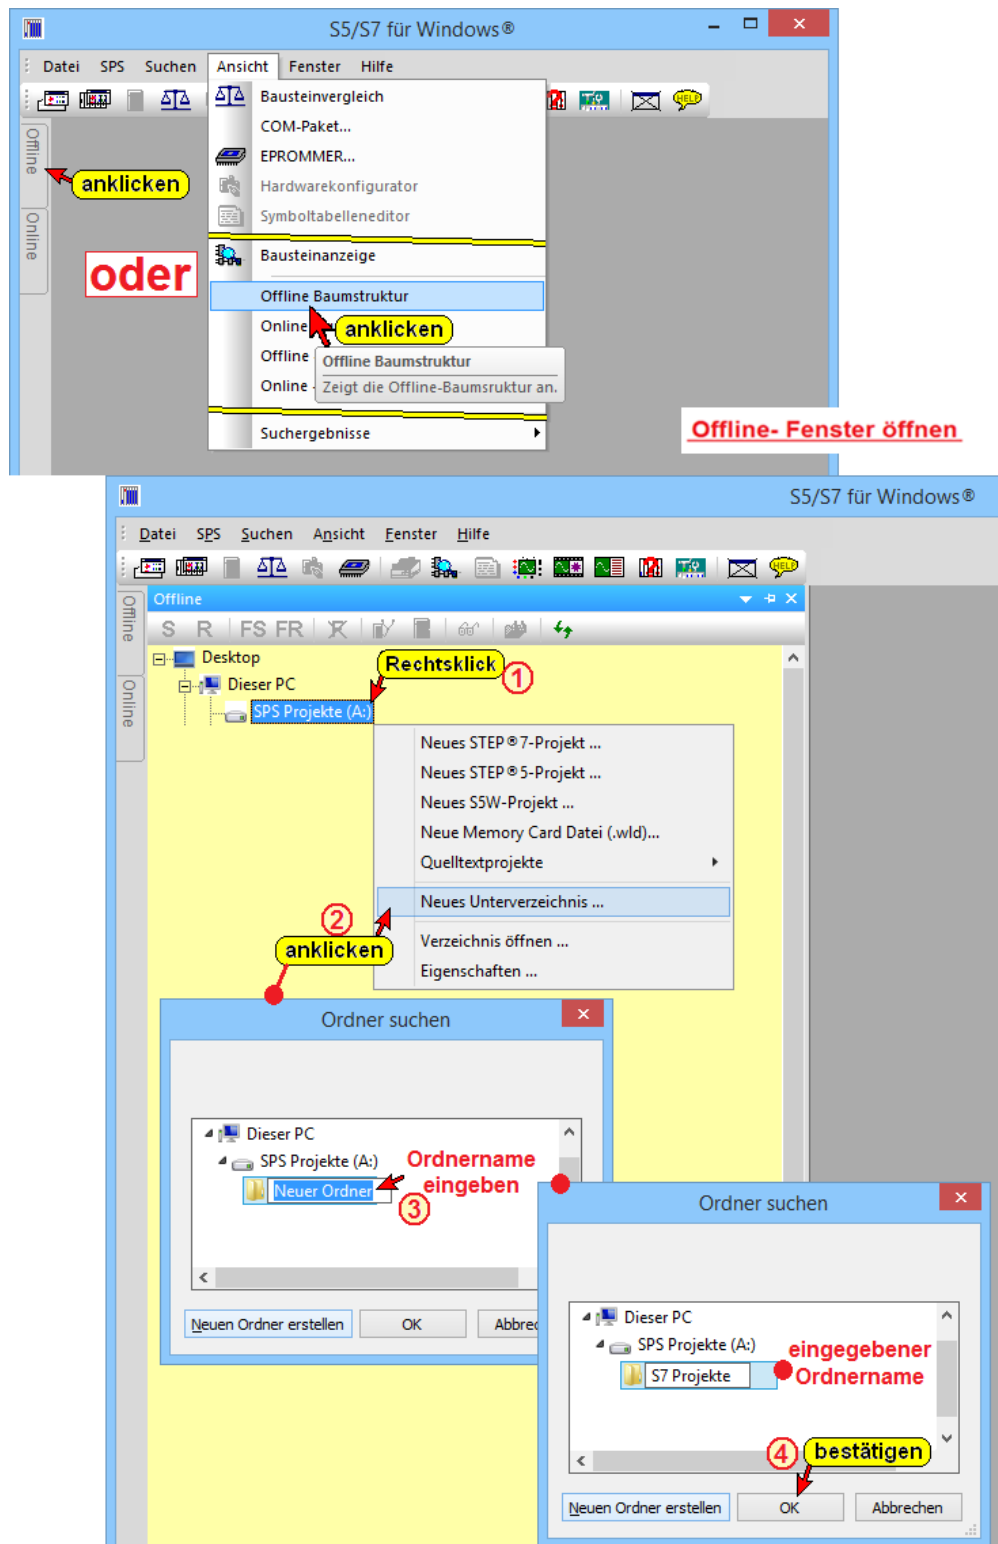 S5/S7 für Windows®
Datei SPS Suchen Ansicht Fenster Hilfe
HELP
Offline
Online
anklicken
oder
Bausteinvergleich
COM-Paket...
EPROMMER...
Hardwarekonfigurator
Symboltabelleneditor
Bausteinanzeige
Offline Baumstruktur
Online
anklicken
Offline
Offline Baumstruktur
Online
Zeigt die Offline-Baumsruktur an.
Suchergebnisse
Offline- Fenster öffnen
S5/S7 für Windows®
Datei SPS Suchen Ansicht Fenster Hilfe
HELP
Offline
Online
Offline
S R FS FR
Desktop
Rechtsklick 1
Dieser PC
SPS Projekte (A:)
Neues STEP®7-Projekt ...
Neues STEP®5-Projekt ...
Neues S5W-Projekt ...
Neue Memory Card Datei (.wld)...
Quelltextprojekte
Neues Unterverzeichnis ...
2
anklicken
Verzeichnis öffnen ...
Eigenschaften ...
Ordner suchen
Dieser PC
SPS Projekte (A:)
Neuer Ordner
Ordnername
eingeben
3
Neuen Ordner erstellen OK Abbrec
Ordner suchen
Dieser PC
SPS Projekte (A:)
S7 Projekte
eingegebener
Ordnername
4 bestätigen
Neuen Ordner erstellen OK Abbrechen